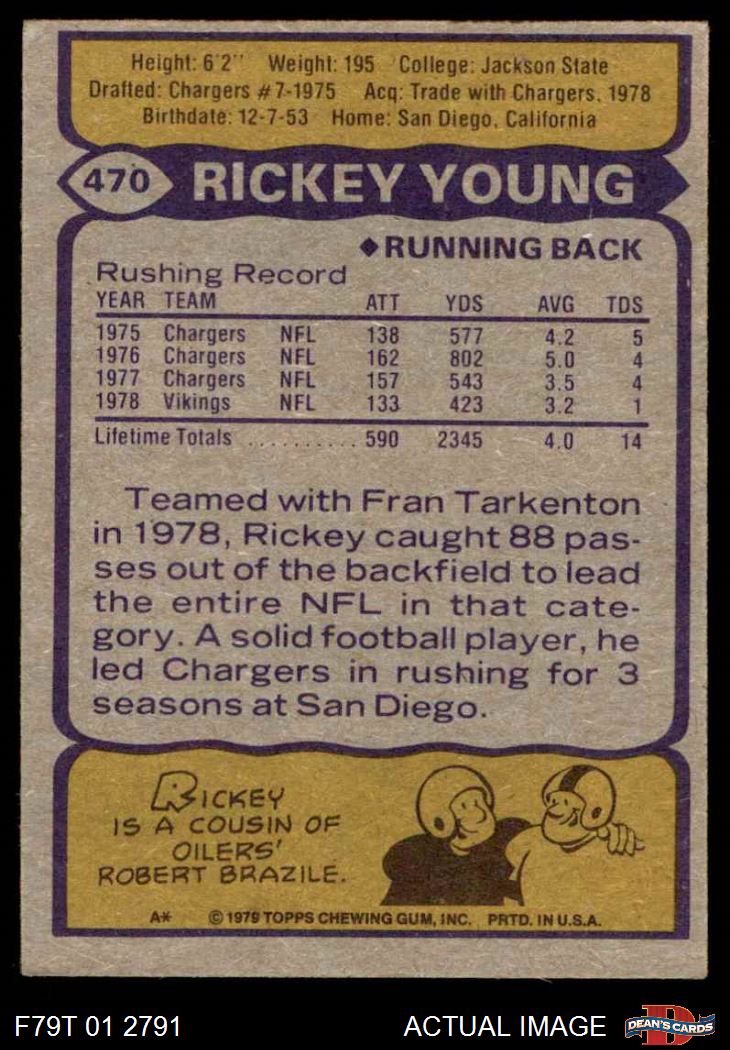 Height: 6'2" Weight: 195 College: Jackson State
Drafted: Chargers #7-1975 Acq: Trade with Chargers, 1978
Birthdate: 12-7-53 Home: San Diego, California
470 RICKEY YOUNG
◆RUNNING BACK
Rushing Record
YEAR TEAM ATT YDS AVG TDS
1975 Chargers NFL 138 577 4.2 5
1976 Chargers NFL 162 802 5.0 4
1977 Chargers NFL 157 543 3.5 4
1978 Vikings NFL 133 423 3.2 1
Lifetime Totals .......... 590 2345 4.0 14
Teamed with Fran Tarkenton
in 1978, Rickey caught 88 pas-
ses out of the backfield to lead
the entire NFL in that cate-
gory. A solid football player, he
led Chargers in rushing for 3
seasons at San Diego.
RICKEY
IS A COUSIN OF
OILERS'
ROBERT BRAZILE.
A* © 1979 TOPPS CHEWING GUM, INC. PRTD. IN U.S.A.
F79T 01 2791 ACTUAL IMAGE D DEAN'S CARDS